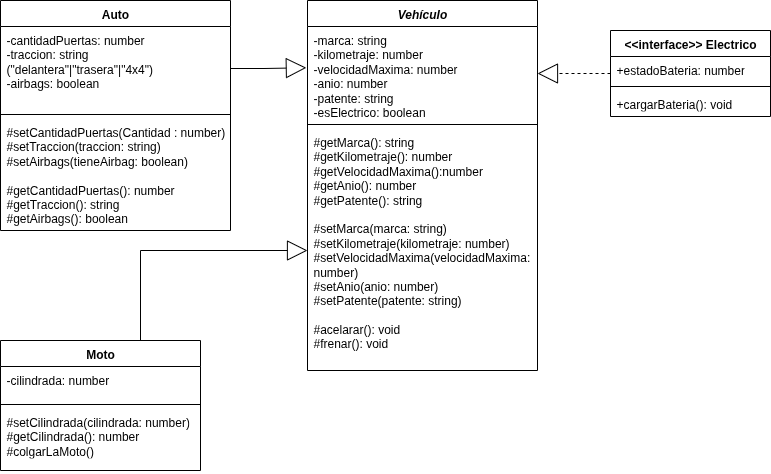 Auto
-cantidadPuertas: number
-traccion: string
("delantera"|"trasera"|"4x4")
-airbags: boolean
#setCantidadPuertas(Cantidad : number)
#setTraccion(traccion: string)
#setAirbags(tieneAirbag: boolean)
#getCantidadPuertas(): number
#getTraccion(): string
#getAirbags(): boolean
Vehículo
-marca: string
-kilometraje: number
-velocidadMaxima: number
-anio: number
-patente: string
-esElectrico: boolean
#getMarca(): string
#getKilometraje(): number
#getVelocidadMaxima():number
#getAnio(): number
#getPatente(): string
#setMarca(marca: string)
#setKilometraje(kilometraje: number)
#setVelocidadMaxima(velocidadMaxima:
number)
#setAnio(anio: number)
#setPatente(patente: string)
#acelarar(): void
#frenar(): void
<<interface>> Electrico
+estadoBateria: number
+cargarBateria(): void
Moto
-cilindrada: number
#setCilindrada(cilindrada: number)
#getCilindrada(): number
#colgarLaMoto()